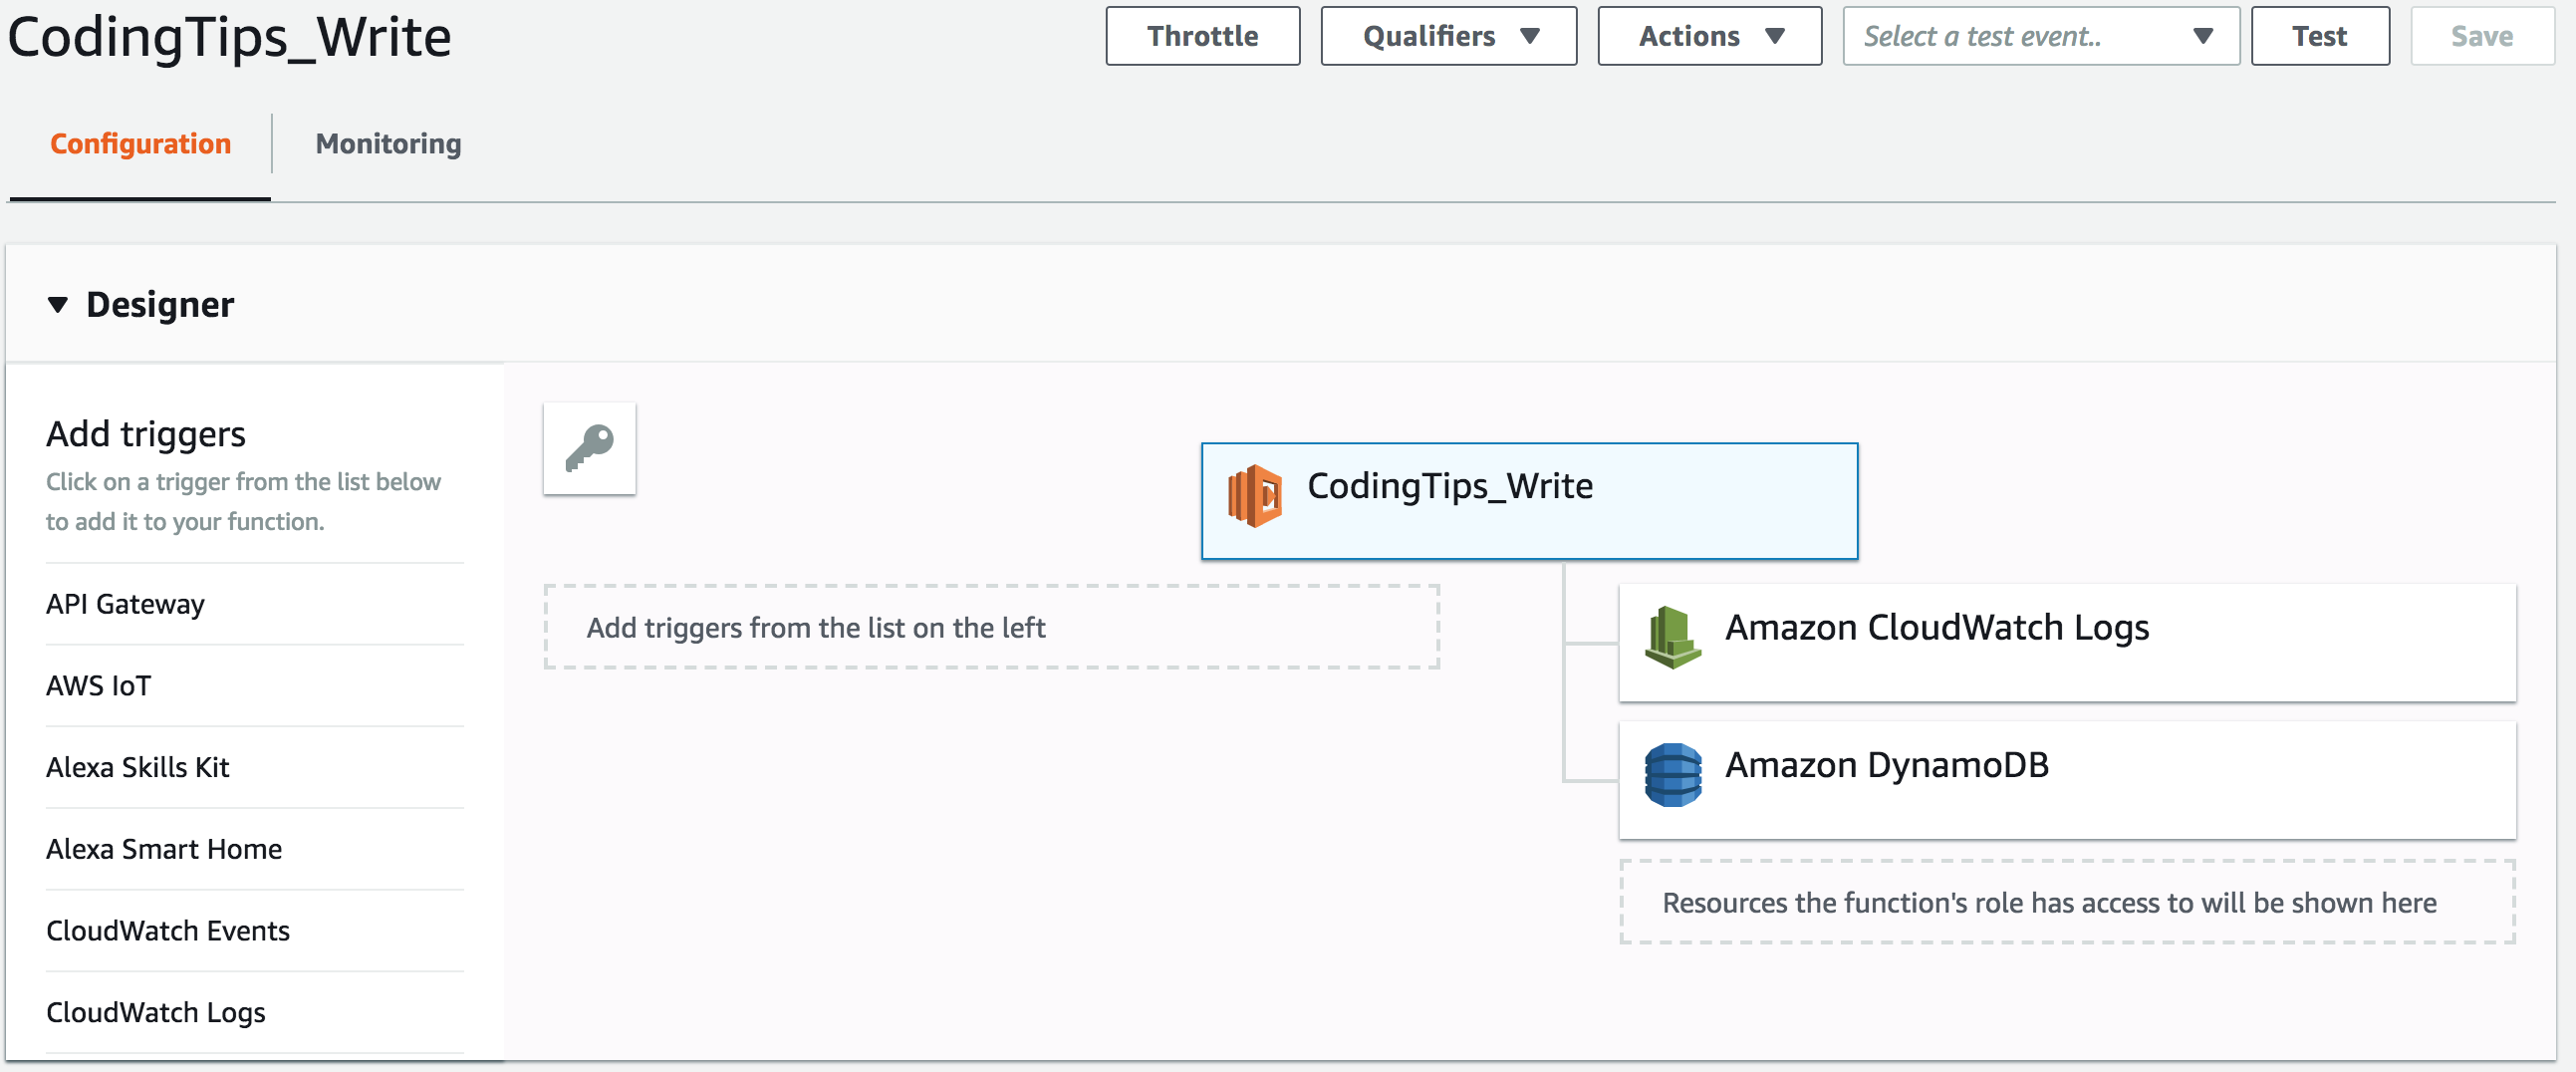 CodingTips_Write
Throttle
Qualifiers
Actions
Select a test event..
Test
Save
Configuration
Monitoring
Designer
Add triggers
Click on a trigger from the list below
to add it to your function.
API Gateway
AWS IoT
Alexa Skills Kit
Alexa Smart Home
CloudWatch Events
CloudWatch Logs
CodingTips_Write
Add triggers from the list on the left
Amazon CloudWatch Logs
Amazon DynamoDB
Resources the function's role has access to will be shown here